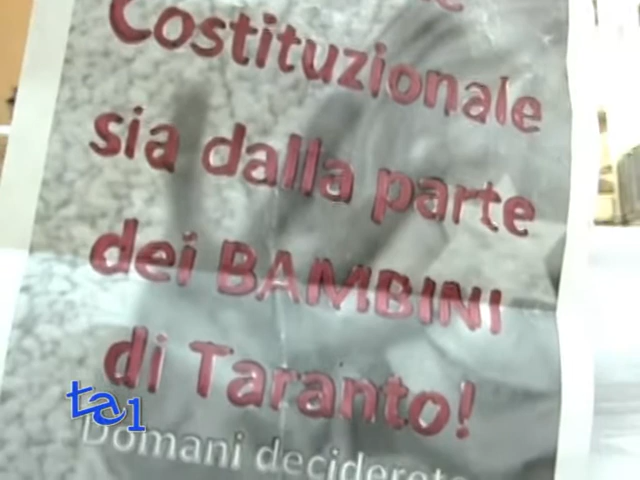 Costituzionale
sia dalla parte
dei BAMBINI
di Taranto!
Domani deciderete
ta1